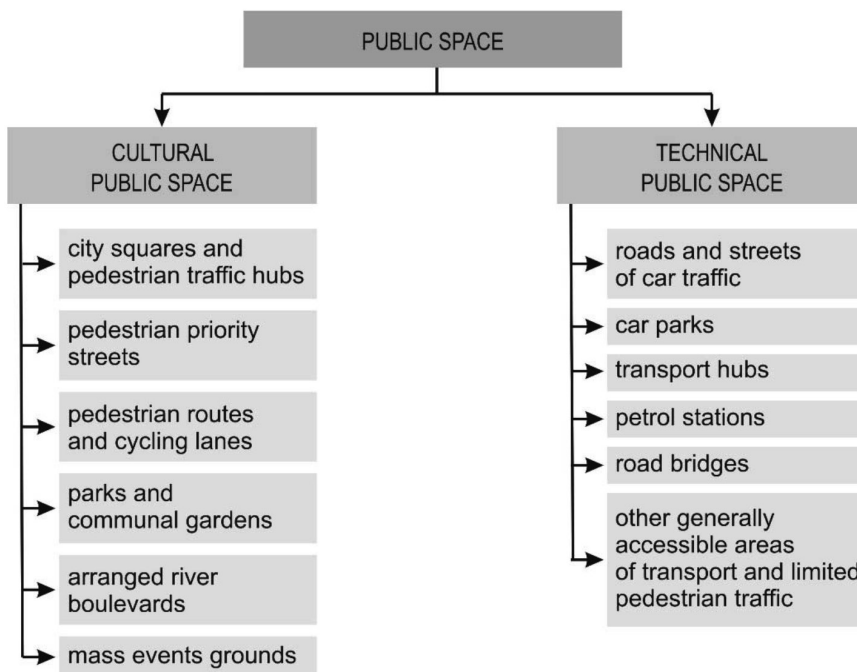 PUBLIC SPACE
CULTURAL
PUBLIC SPACE
city squares and
pedestrian traffic hubs
pedestrian priority
streets
pedestrian routes
and cycling lanes
parks and
communal gardens
arranged river
boulevards
mass events grounds
TECHNICAL
PUBLIC SPACE
roads and streets
of car traffic
car parks
transport hubs
petrol stations
road bridges
other generally
accessible areas
of transport and limited
pedestrian traffic